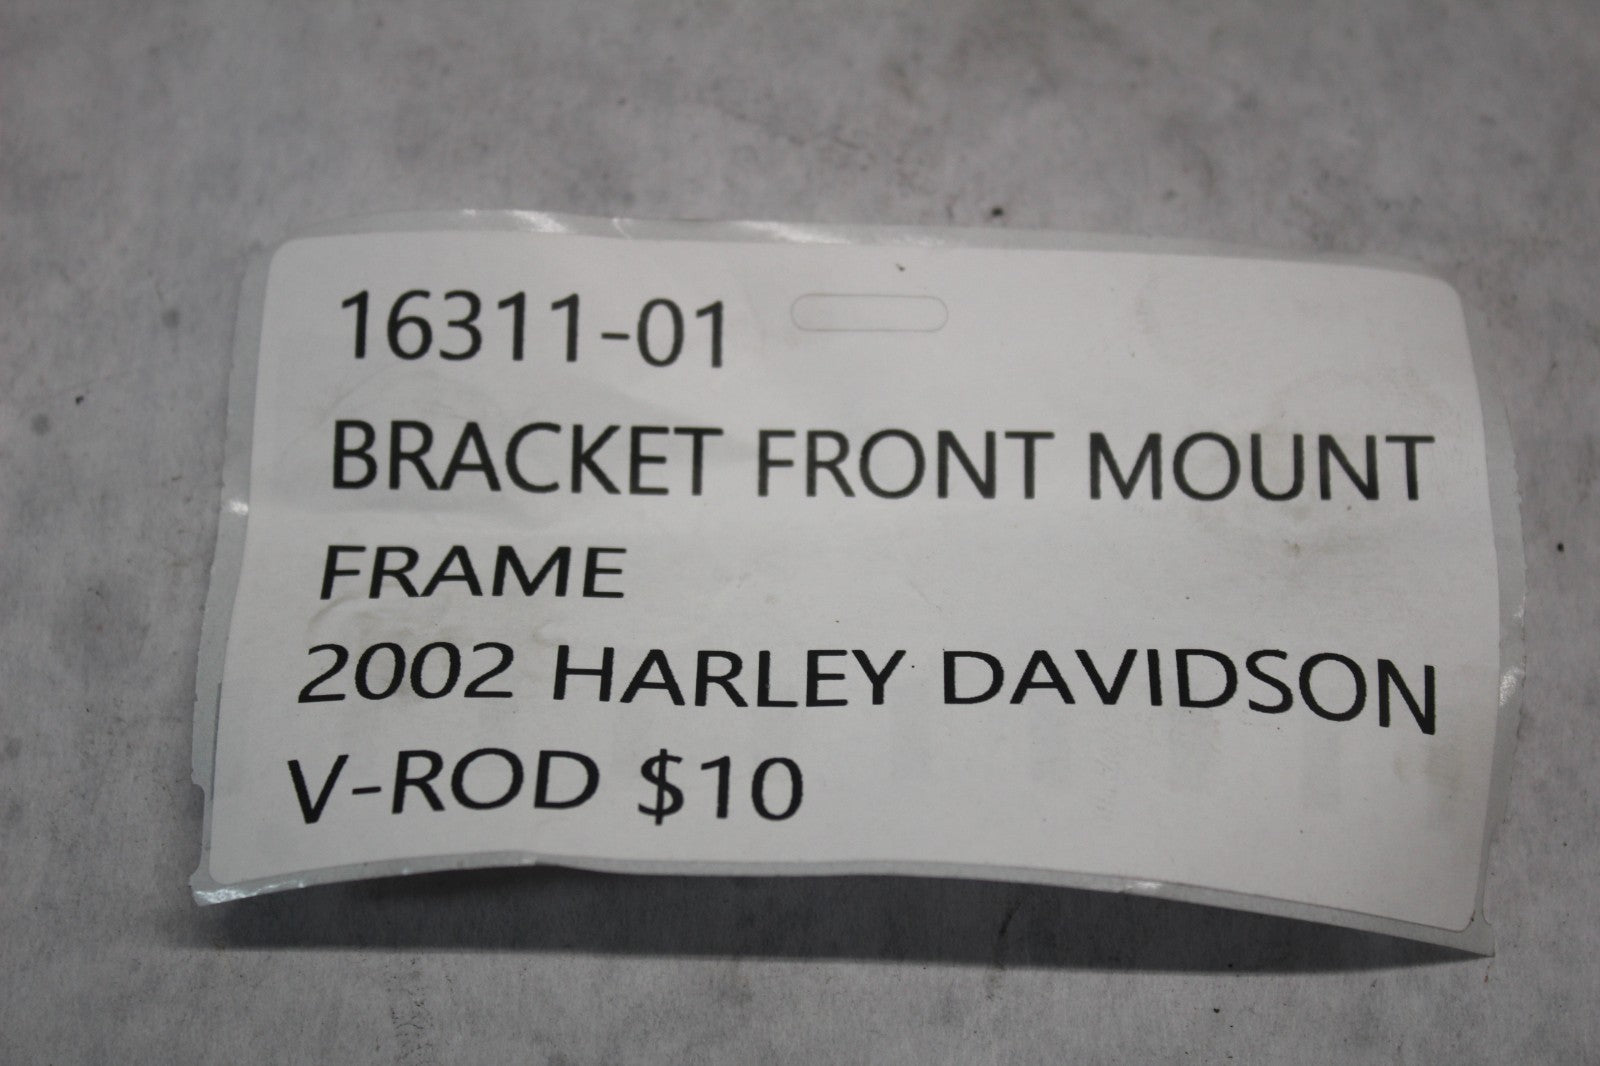 16311-01
BRACKET FRONT MOUNT
FRAME
2002 HARLEY DAVIDSON
V-ROD $10